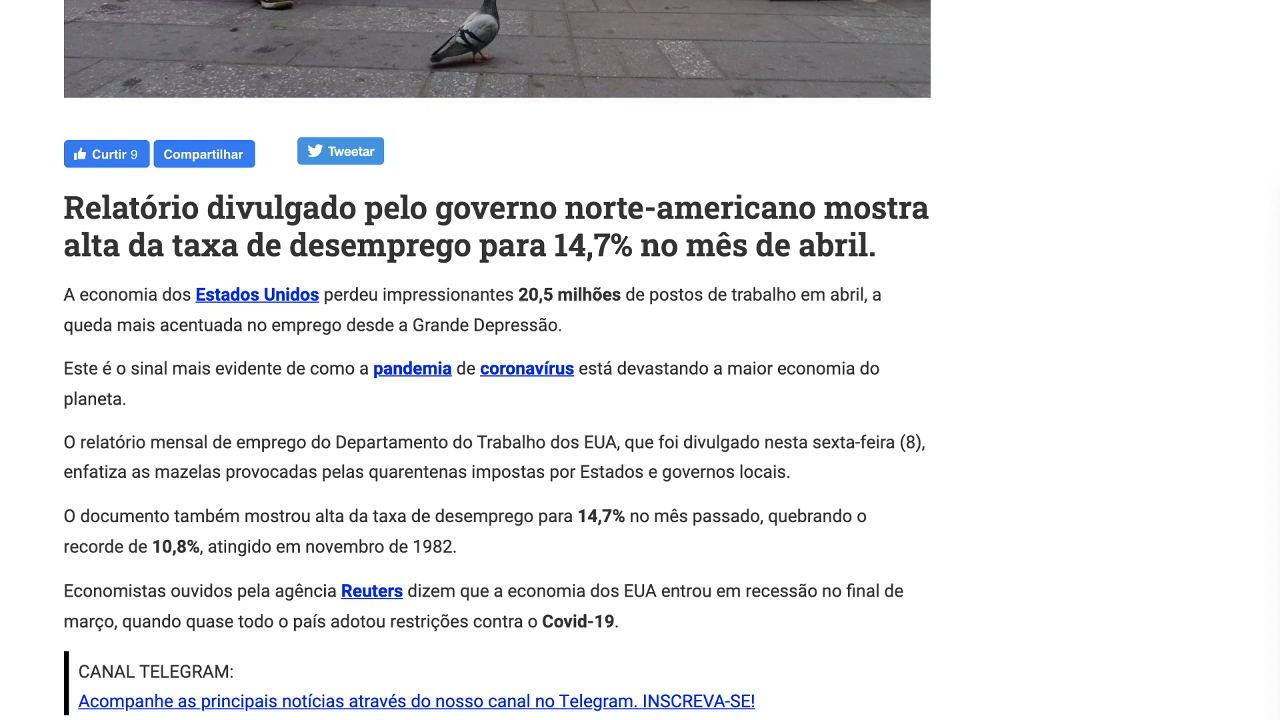 Curtir 9
Compartilhar
Tweetar
Relatório divulgado pelo governo norte-americano mostra
alta da taxa de desemprego para 14,7% no mês de abril.
A economia dos Estados Unidos perdeu impressionantes 20,5 milhões de postos de trabalho em abril, a
queda mais acentuada no emprego desde a Grande Depressão.
Este é o sinal mais evidente de como a pandemia de coronavírus está devastando a maior economia do
planeta.
O relatório mensal de emprego do Departamento do Trabalho dos EUA, que foi divulgado nesta sexta-feira (8),
enfatiza as mazelas provocadas pelas quarentenas impostas por Estados e governos locais.
O documento também mostrou alta da taxa de desemprego para 14,7% no mês passado, quebrando o
recorde de 10,8%, atingido em novembro de 1982.
Economistas ouvidos pela agência Reuters dizem que a economia dos EUA entrou em recessão no final de
março, quando quase todo o país adotou restrições contra o Covid-19.
CANAL TELEGRAM:
Acompanhe as principais notícias através do nosso canal no Telegram. INSCREVA-SE!